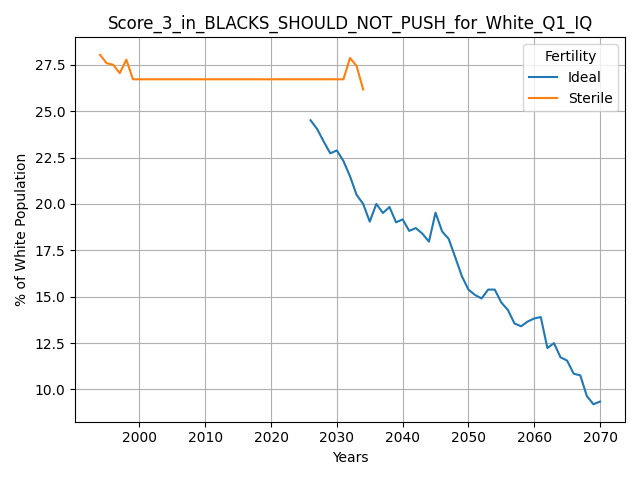 Score_3_in_BLACKS_SHOULD_NOT_PUSH_for_White_Q1_IQ
Fertility
Ideal
Sterile
% of White Population
27.5
25.0
22.5
20.0
17.5
15.0
12.5
10.0
2000 2010 2020 2030 2040 2050 2060 2070
Years